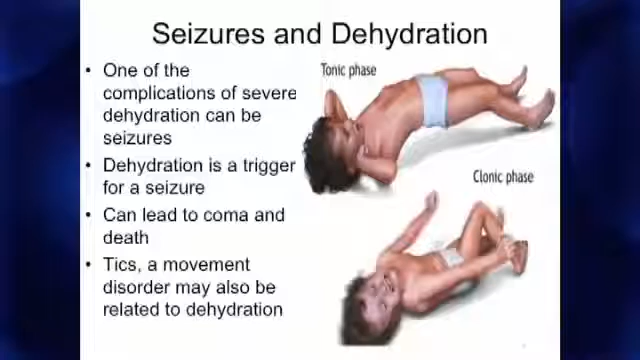 Seizures and Dehydration
• One of the
complications of severe
dehydration can be
seizures
• Dehydration is a trigger
for a seizure
• Can lead to coma and
death
• Tics, a movement
disorder may also be
related to dehydration
Tonic phase
Clonic phase